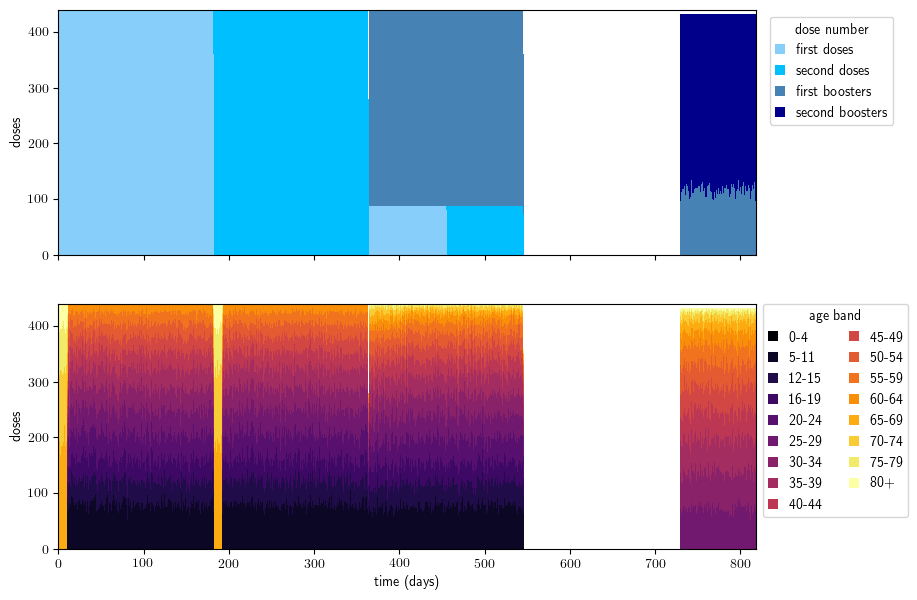 400
300
200
100
0
doses
dose number
first doses
second doses
first boosters
second boosters
400
300
200
100
0
doses
0 100 200 300 400 500 600 700 800
time (days)
age band
0-4 45-49
5-11 50-54
12-15 55-59
16-19 60-64
20-24 65-69
25-29 70-74
30-34 75-79
35-39 80+
40-44